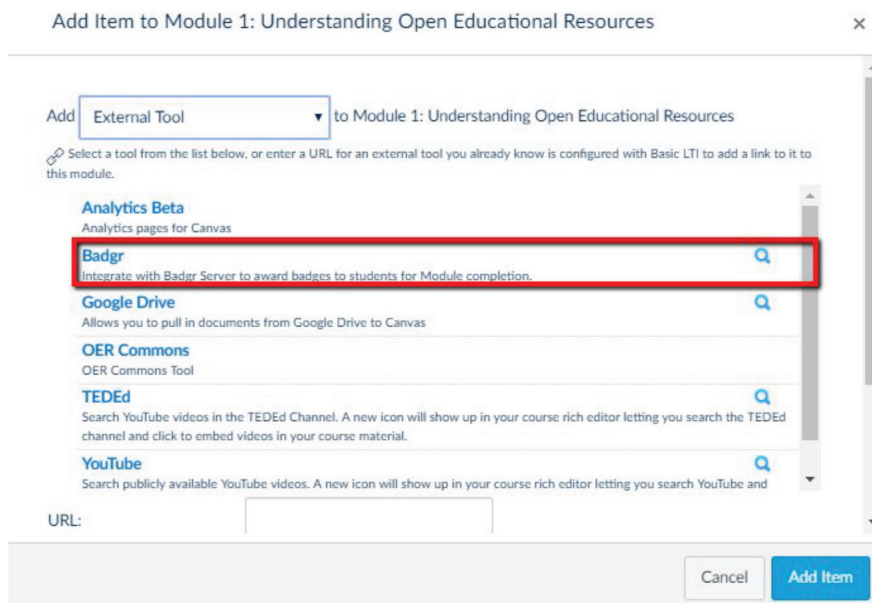 Add Item to Module 1: Understanding Open Educational Resources
Add External Tool to Module 1: Understanding Open Educational Resources
Select a tool from the list below, or enter a URL for an external tool you already know is configured with Basic LTI to add a link to it to
this module.
Analytics Beta
Analytics pages for Canvas
Badgr
Integrate with Badgr Server to award badges to students for Module completion.
Google Drive
Allows you to pull in documents from Google Drive to Canvas
OER Commons
OER Commons Tool
TEDEd
Search YouTube videos in the TEDEd Channel. A new icon will show up in your course rich editor letting you search the TEDEd
channel and click to embed videos in your course material.
YouTube
Search publicly available YouTube videos. A new icon will show up in your course rich editor letting you search YouTube and
URL:
Cancel Add Item